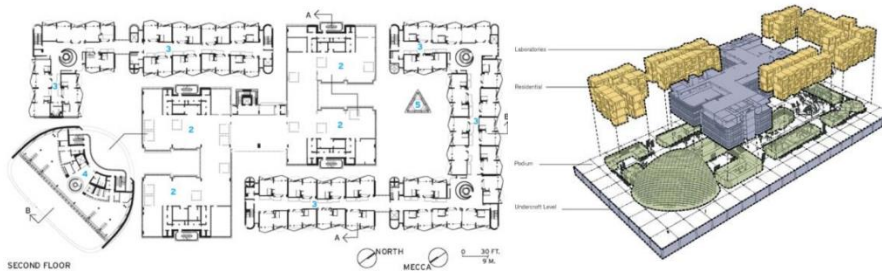 A
3
2
3
3
2
5
3
B
2
4
2
B
3
A
NORTH
MECCA
0 30 FT.
9 M.
SECOND FLOOR
Laboratories
Residential
Podium
Undercroft Level